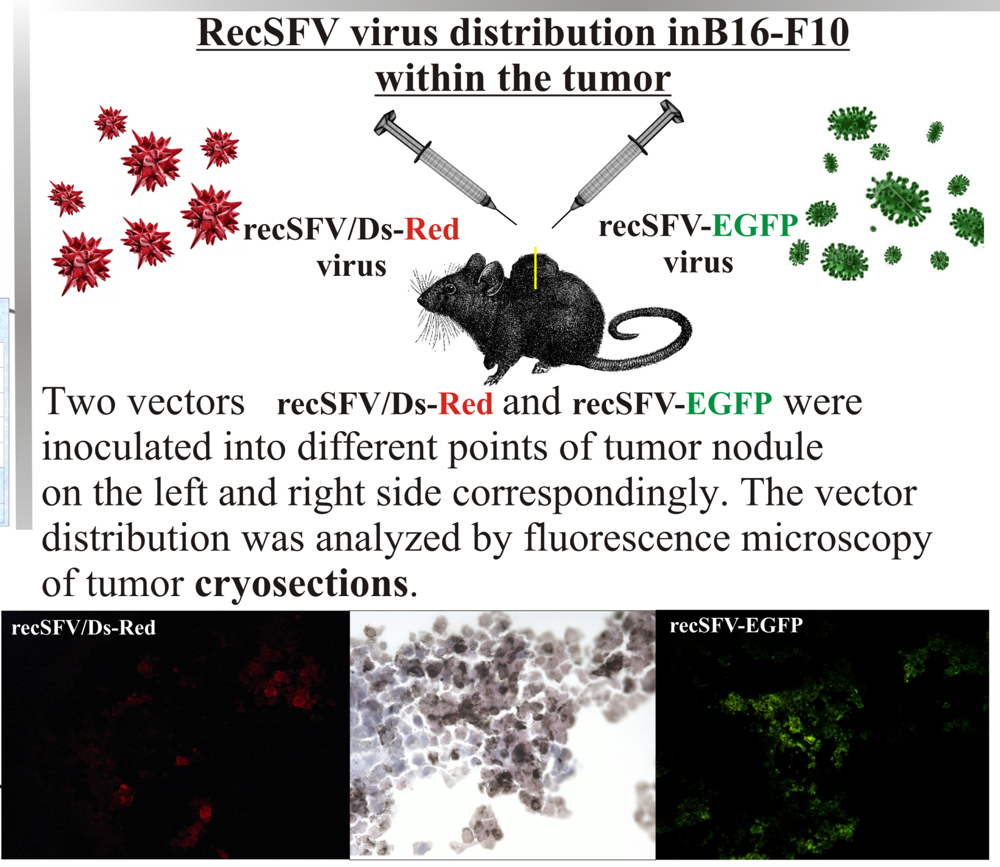 RecSFV virus distribution inB16-F10
within the tumor
recSFV/Ds-Red
virus
recSFV-EGFP
virus
Two vectors recSFV/Ds-Red and recSFV-EGFP were
inoculated into different points of tumor nodule
on the left and right side correspondingly. The vector
distribution was analyzed by fluorescence microscopy
of tumor cryosections.
recSFV/Ds-Red
recSFV-EGFP